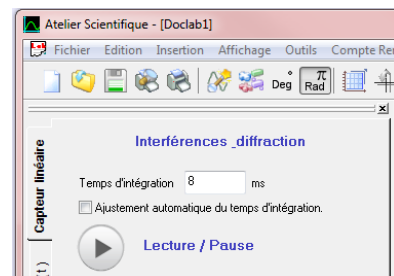 Atelier Scientifique - [Doclab1]
Fichier Edition Insertion Affichage Outils Compte Re
Deg π Rad
Capteur linéaire
Interférences _diffraction
Temps d'intégration 8 ms
Ajustement automatique du temps d'intégration.
Lecture / Pause
( t )